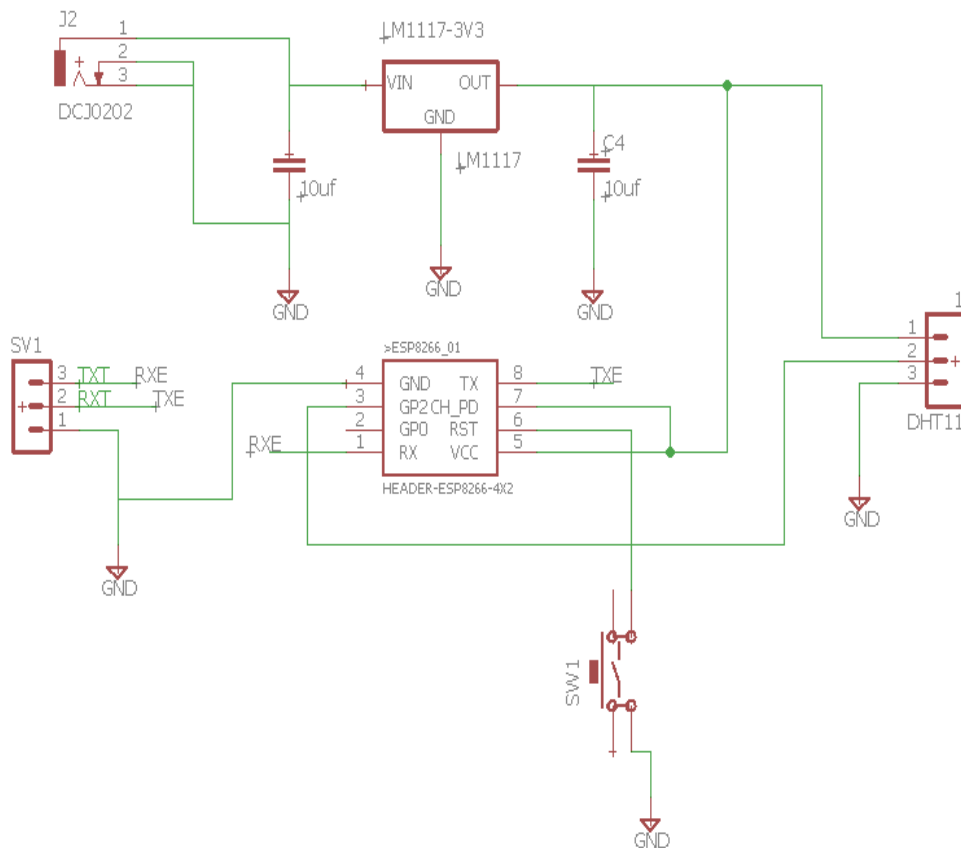 J2
1
2
3
DCJ0202
10uf
GND
LM1117-3V3
VIN OUT
GND
LM1117
GND
C4
10uf
GND
SV1
3 TXT RXE
2 RXT TXE
1
GND
>ESP8266_01
4 GND TX 8 TXE
3 GP2 CH_PD 7
2 GP0 RST 6
RXE 1 RX VCC 5
HEADER-ESP8266-4X2
1
1
2
3
DHT11
GND
SW1
GND